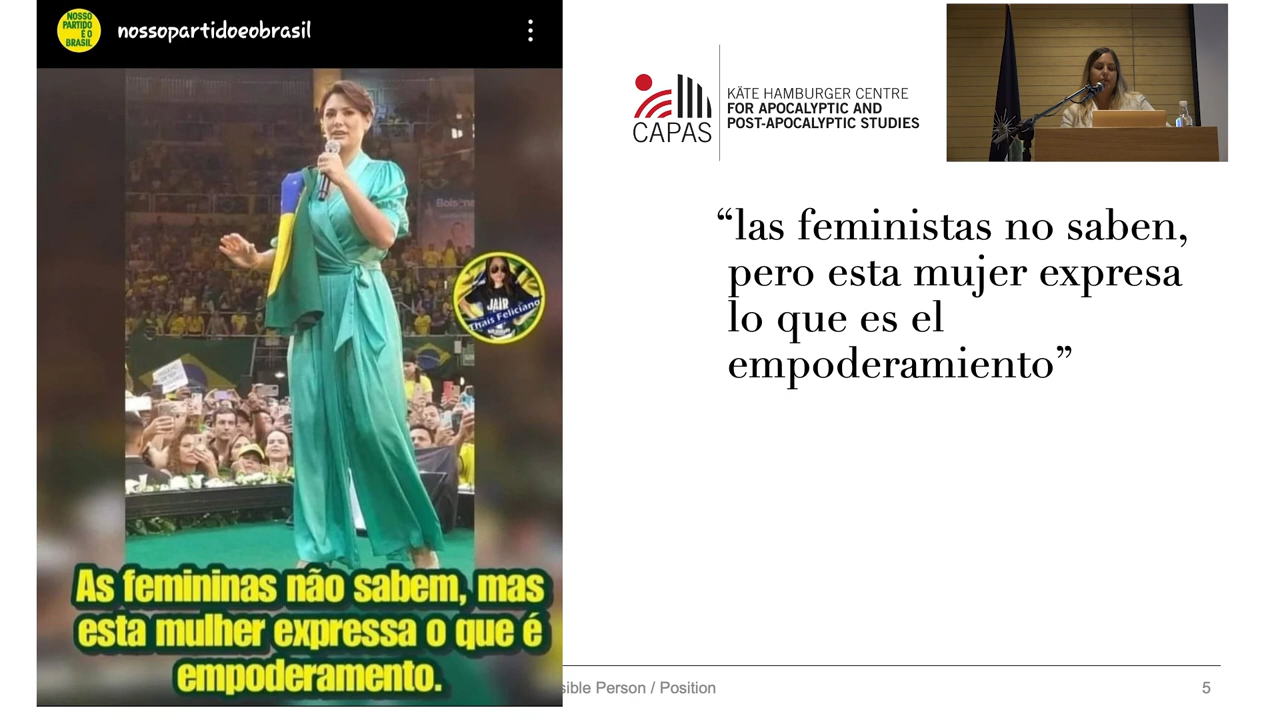 NOSSO
PARTIDO
É O
BRASIL
nossopartidoeobrasil
Bolsona
JAIR
Thais Feliciano
As femininas não sabem, mas
esta mulher expressa o que é
empoderamento.
CAPAS
KÄTE HAMBURGER CENTRE
FOR APOCALYPTIC AND
POST-APOCALYPTIC STUDIES
“las feministas no saben,
pero esta mujer expresa
lo que es el
empoderamiento”
sible Person / Position
5